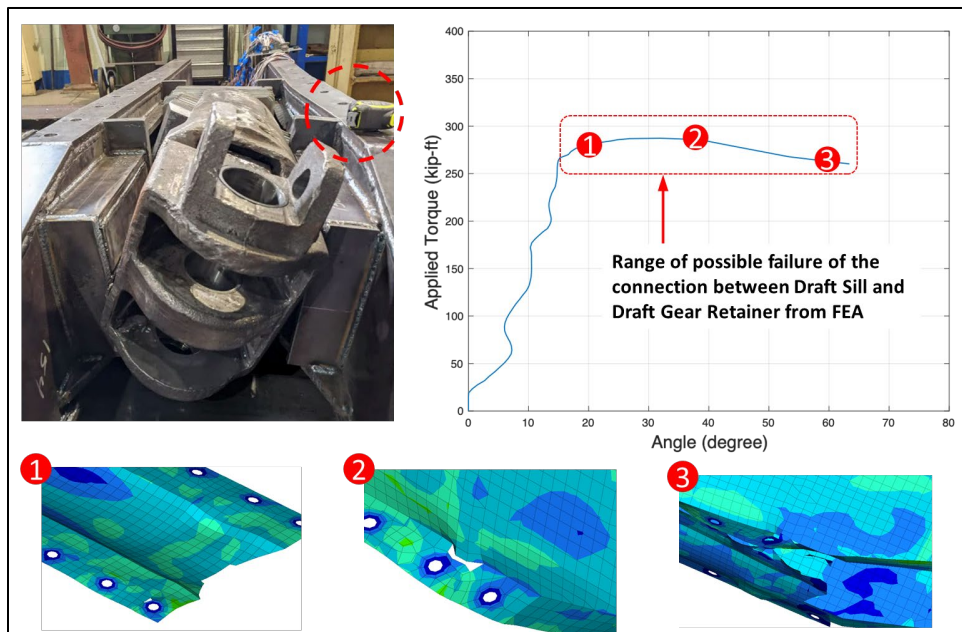 400
350
300
250
200
150
100
50
0
Applied Torque (kip-ft)
1
2
3
Range of possible failure of the
connection between Draft Sill and
Draft Gear Retainer from FEA
0 10 20 30 40 50 60 70 80
Angle (degree)
1
2
3